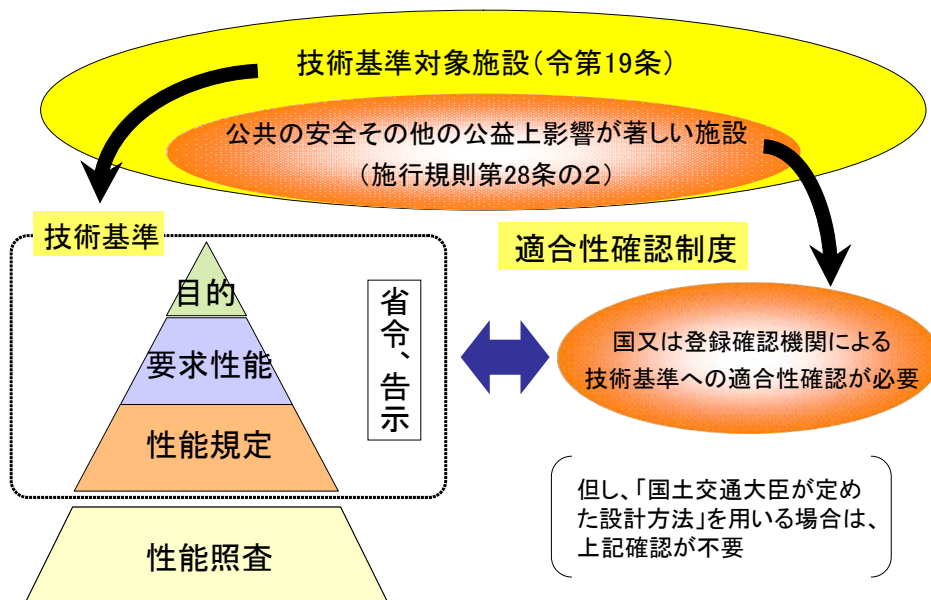 技術基準対象施設(令第19条)
公共の安全その他の公益上影響が著しい施設
(施行規則第28条の2)
技術基準
適合性確認制度
目的
要求性能
性能規定
省令、告示
国又は登録確認機関による
技術基準への適合性確認が必要
但し、「国土交通大臣が定め
た設計方法」を用いる場合は、
上記確認が不要
性能照査